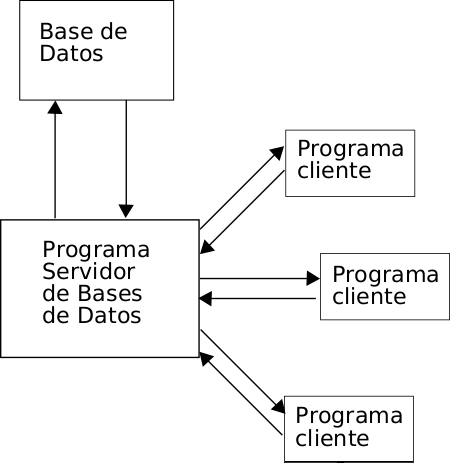 Base de
Datos
Programa
cliente
Programa
Servidor
de Bases
de Datos
Programa
cliente
Programa
cliente